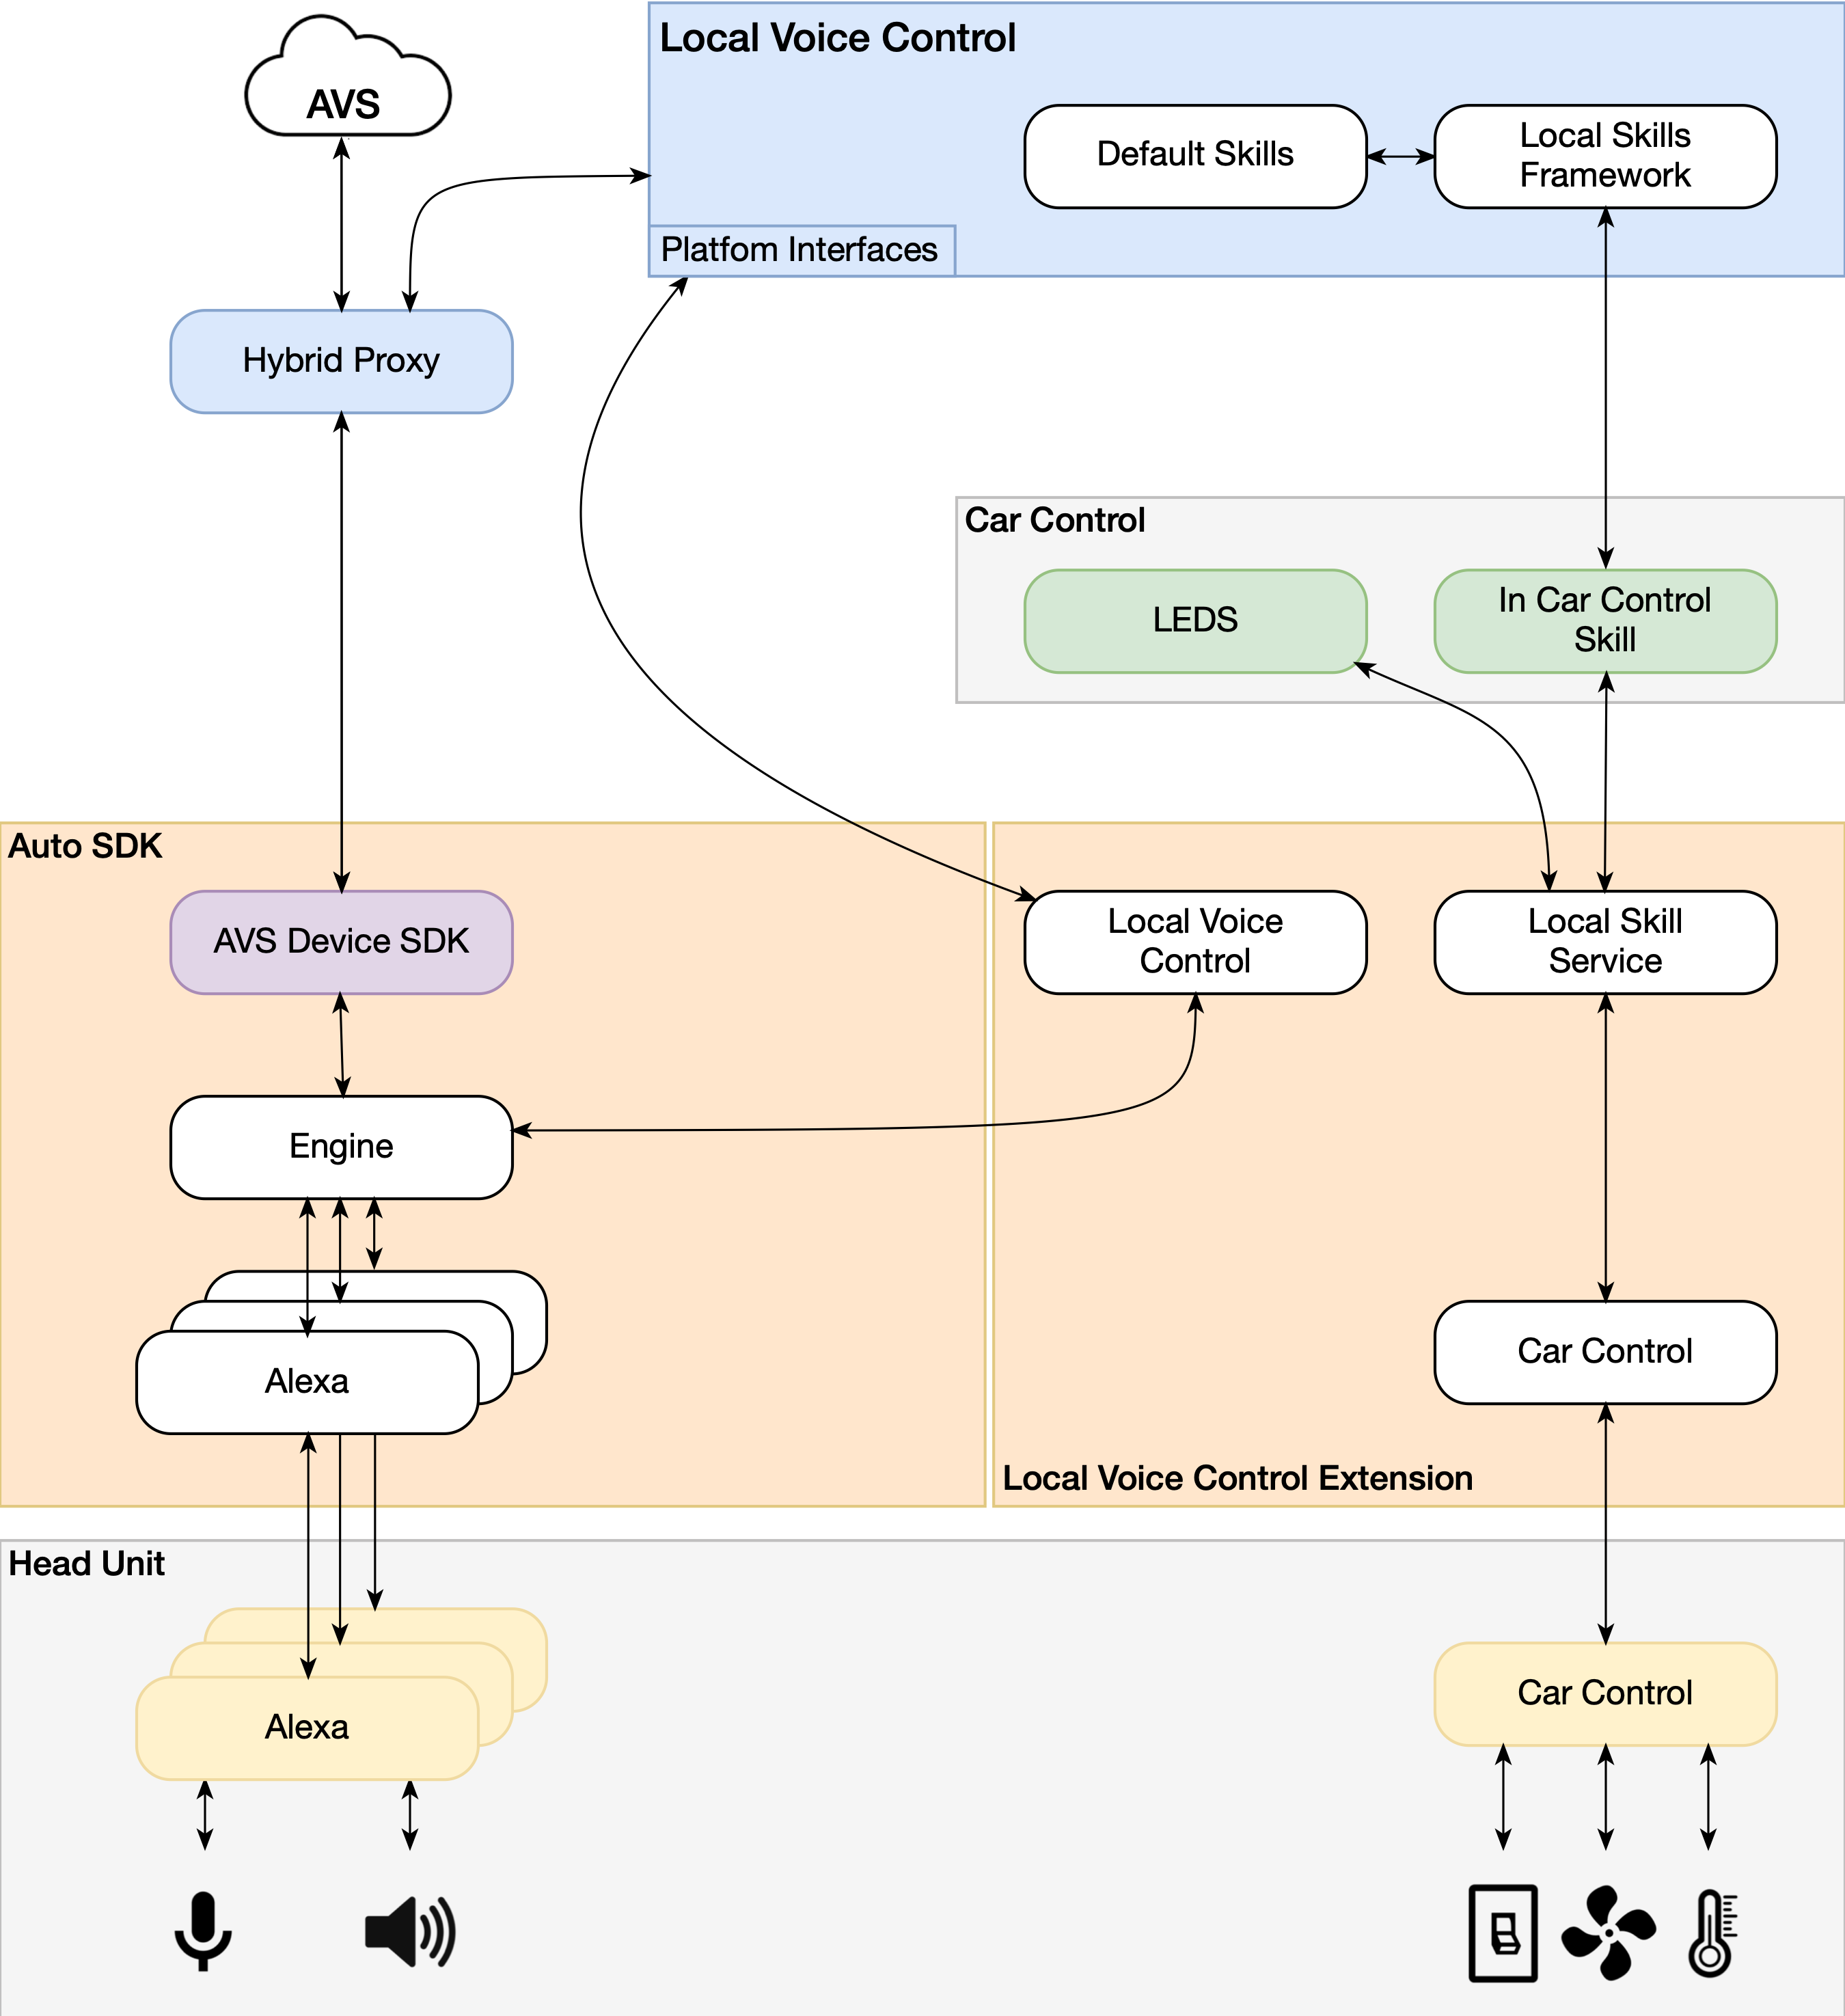 AVS
Local Voice Control
Default Skills
Local Skills
Framework
Platfom Interfaces
Hybrid Proxy
Car Control
LEDS
In Car Control
Skill
Auto SDK
AVS Device SDK
Local Voice
Control
Local Skill
Service
Engine
Alexa
Car Control
Local Voice Control Extension
Head Unit
Alexa
Car Control